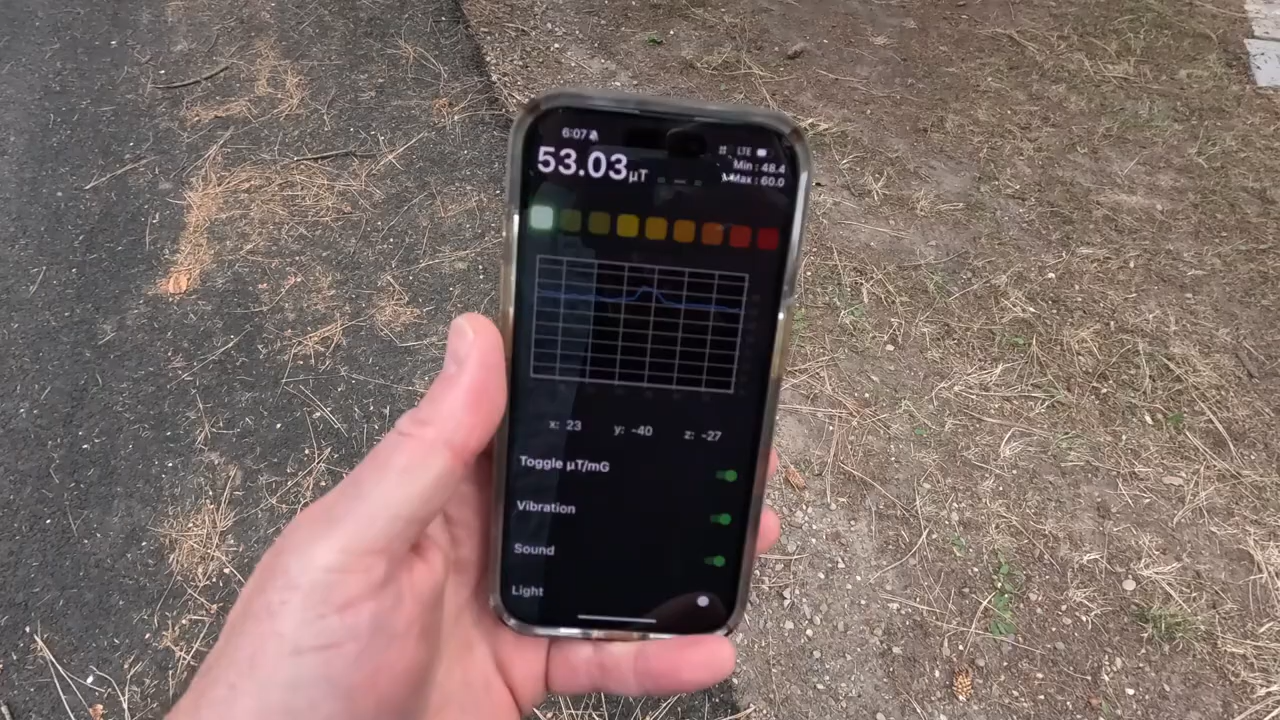 6:07
LTE
53.03μT
Min : 48.4
Max : 60.0
x: 23 y: -40 z: -27
Toggle μT/mG
Vibration
Sound
Light